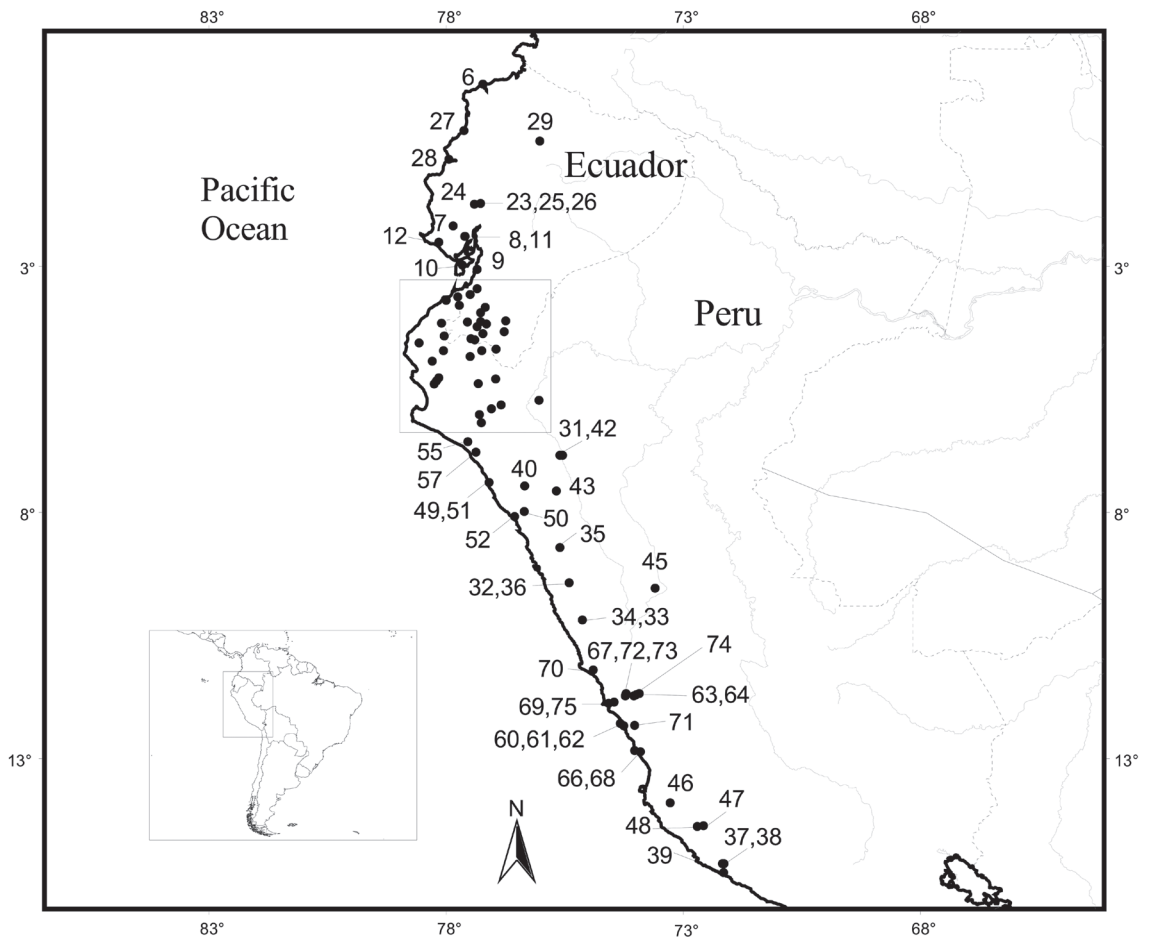 83° 78° 73° 68°
6
27 29
28 Ecuador
Pacific
Ocean
24 23,25,26
7
12 8,11
10 9
3° 3°
Peru
31,42
55
57 40 43
49,51
8° 50 8°
52 35
32,36 45
34,33
67,72,73 74
70
69,75 63,64
71
60,61,62
13° 13°
66,68 46
47
48
37,38
39
N
83° 78° 73° 68°